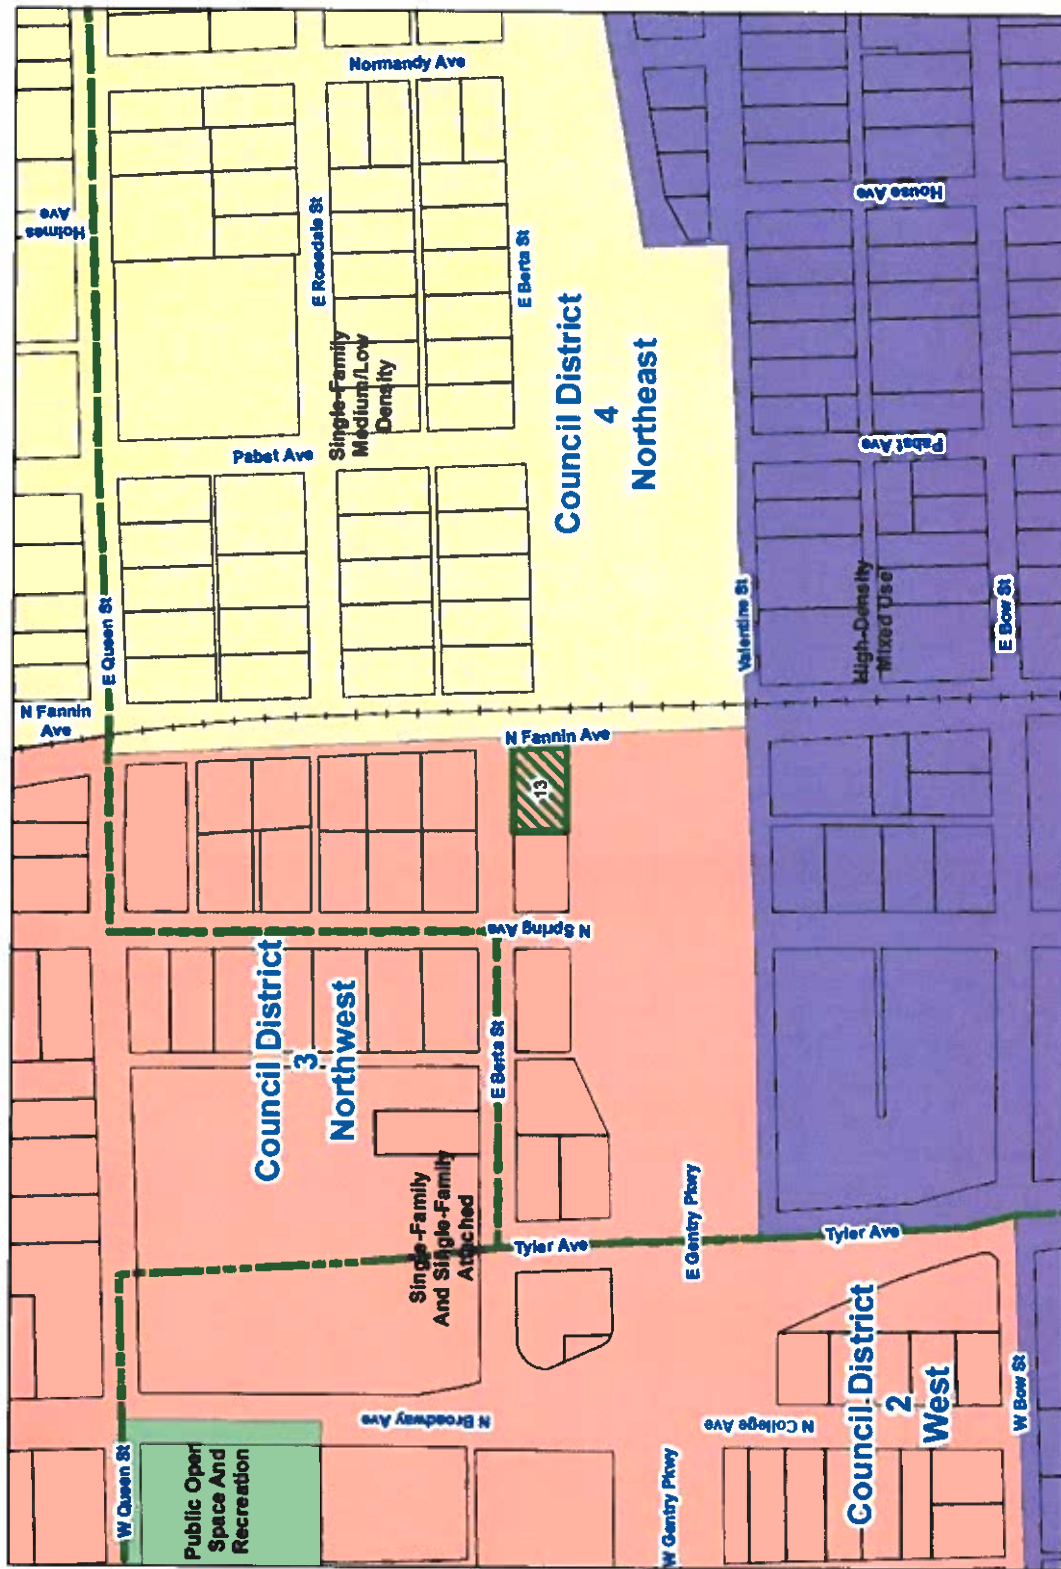 W Queen St
Public Open
Space And
Recreation
N Broadway Ave
W Gentry Pkwy
N College Ave
Council District
2
West
W Bow St
Single-Family
And Single-Family
Attached
Tyler Ave
E Gentry Pkwy
Tyler Ave
Council District
3
Northwest
E Berta St
N Spring Ave
13
N Fannin Ave
N Fannin
Ave
E Queen St
Pabst Ave
Single-Family
Medium/Low
Density
E Rosedale St
E Berta St
Council District
4
Northeast
Valentine St
High-Density
Mixed Use
E Bow St
Pabst Ave
House Ave
Holmes
Ave
Normandy Ave